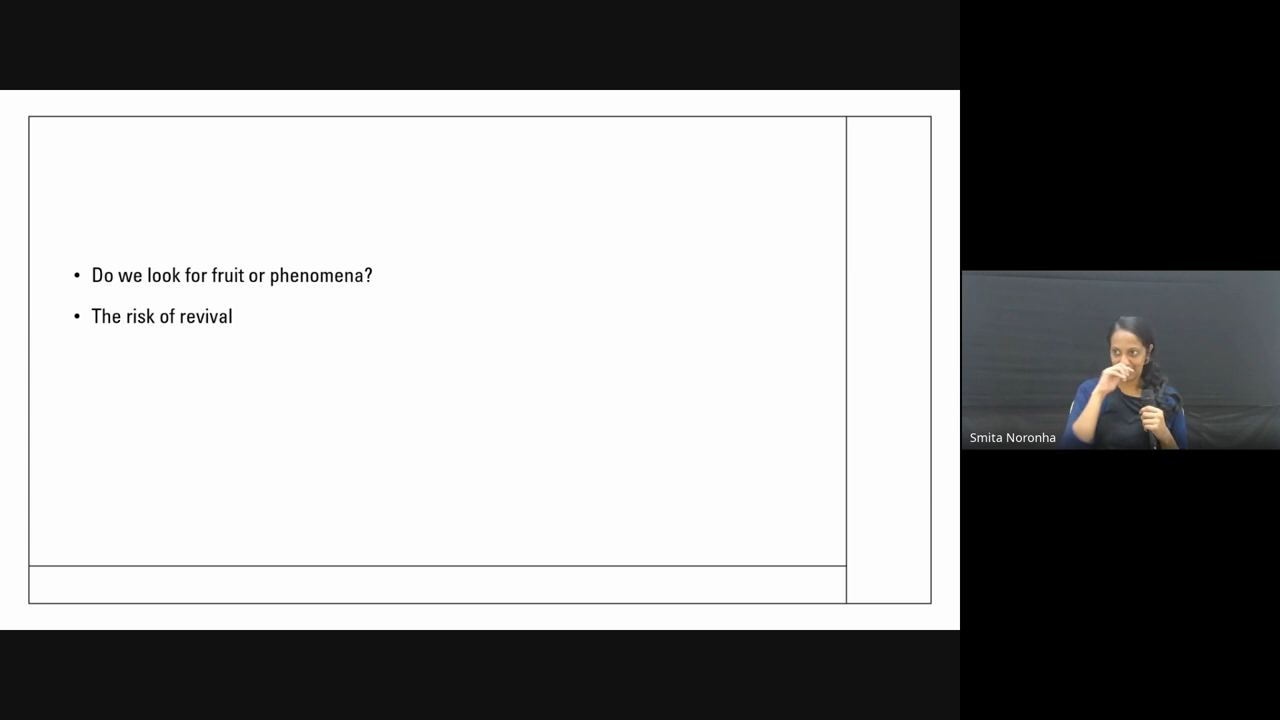 Do we look for fruit or phenomena?
The risk of revival
Smita Noronha